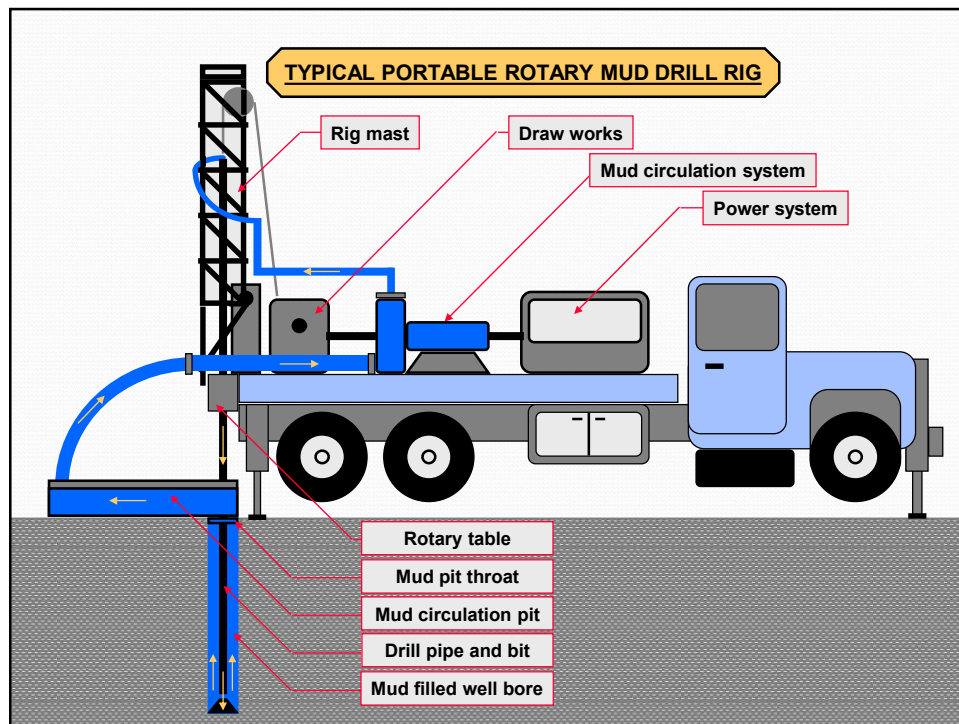 TYPICAL PORTABLE ROTARY MUD DRILL RIG
Rig mast
Draw works
Mud circulation system
Power system
Rotary table
Mud pit throat
Mud circulation pit
Drill pipe and bit
Mud filled well bore